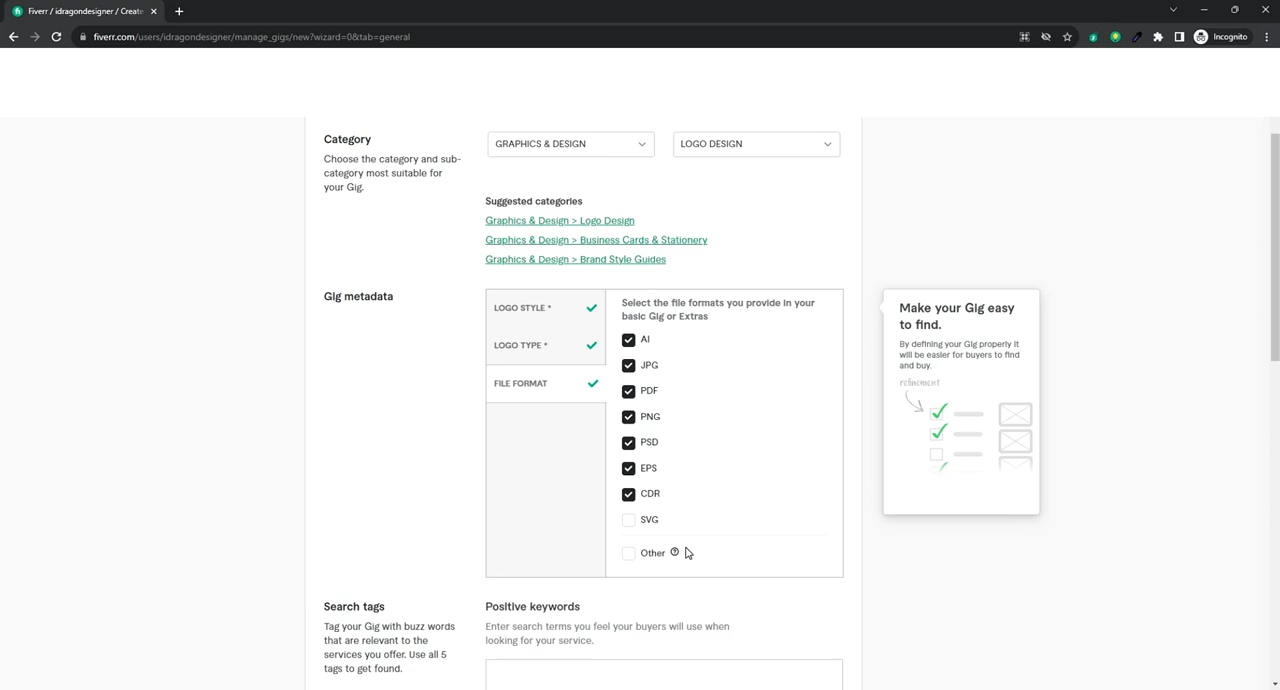 Fiverr / idragondesigner / Create
fiverr.com/users/idragondesigner/manage_gigs/new?wizard=0&tab=general
Incognito
Category
Choose the category and sub-
category most suitable for
your Gig.
GRAPHICS & DESIGN
LOGO DESIGN
Suggested categories
Graphics & Design > Logo Design
Graphics & Design > Business Cards & Stationery
Graphics & Design > Brand Style Guides
Gig metadata
LOGO STYLE *
LOGO TYPE *
FILE FORMAT
Select the file formats you provide in your
basic Gig or Extras
AI
JPG
PDF
PNG
PSD
EPS
CDR
SVG
Other
Make your Gig easy
to find.
By defining your Gig properly it
will be easier for buyers to find
and buy.
refinement
Search tags
Tag your Gig with buzz words
that are relevant to the
services you offer. Use all 5
tags to get found.
Positive keywords
Enter search terms you feel your buyers will use when
looking for your service.